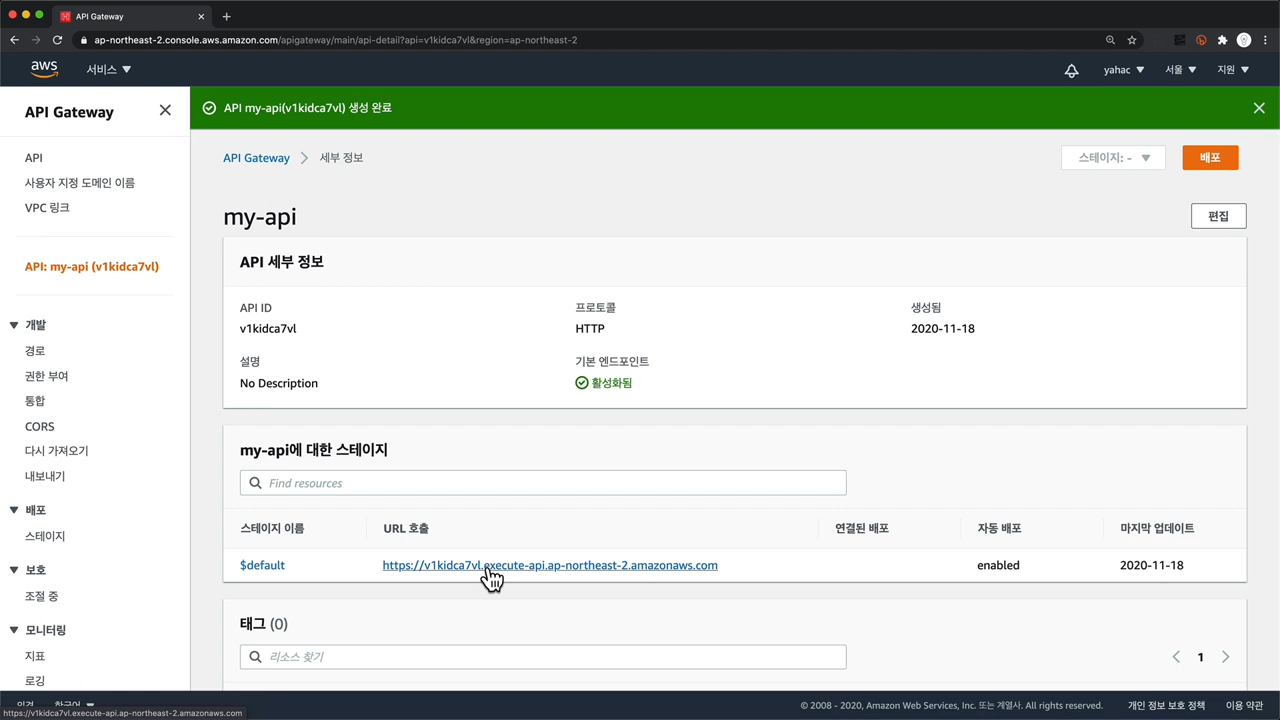 API Gateway
ap-northeast-2.console.aws.amazon.com/apigateway/main/api-detail?api=v1kidca7vl&region=ap-northeast-2
aws
서비스
yahac
서울
지원
API Gateway
API my-api(v1kidca7vl) 생성 완료
API
사용자 지정 도메인 이름
VPC 링크
API: my-api (v1kidca7vl)
개발
경로
권한 부여
통합
CORS
다시 가져오기
내보내기
배포
스테이지
보호
조절 중
모니터링
지표
로깅
API Gateway
세부 정보
스테이지: -
배포
my-api
편집
API 세부 정보
API ID
프로토콜
생성됨
v1kidca7vl
HTTP
2020-11-18
설명
기본 엔드포인트
No Description
활성화됨
my-api에 대한 스테이지
Find resources
스테이지 이름
URL 호출
연결된 배포
자동 배포
마지막 업데이트
$default
https://v1kidca7vl.execute-api.ap-northeast-2.amazonaws.com
enabled
2020-11-18
태그 (0)
리소스 찾기
1
의견
한국어
© 2008 - 2020, Amazon Web Services, Inc. 또는 계열사. All rights reserved.
개인 정보 보호 정책
이용 약관
https://v1kidca7vl.execute-api.ap-northeast-2.amazonaws.com